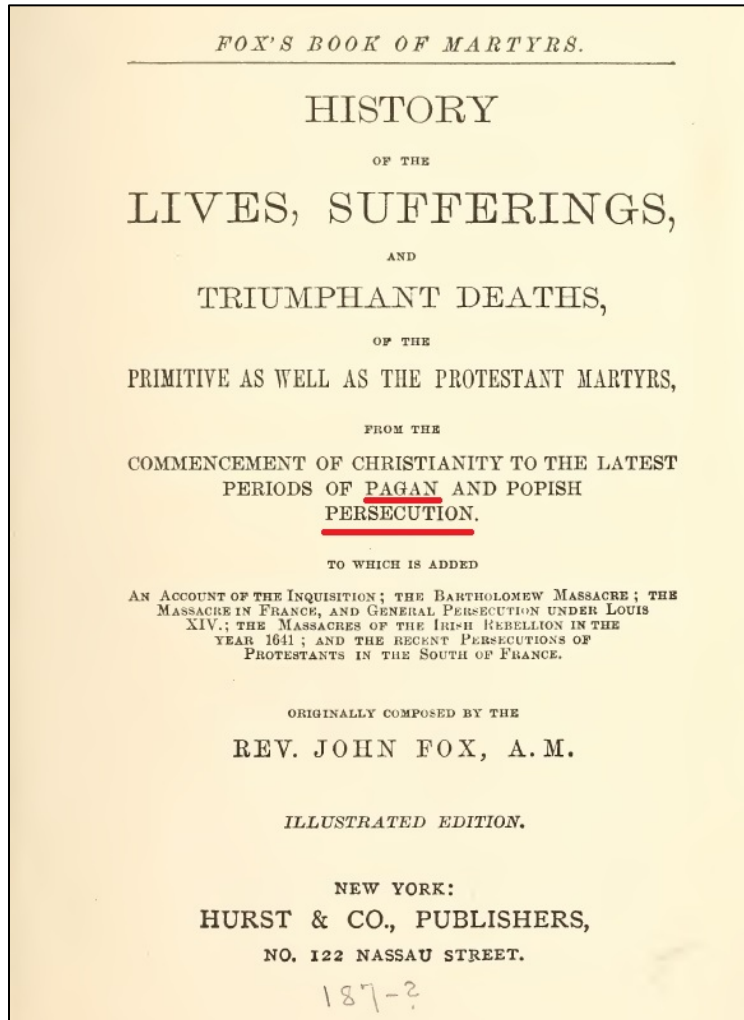 FOX'S BOOK OF MARTYRS.
HISTORY
OF THE
LIVES, SUFFERINGS,
AND
TRIUMPHANT DEATHS,
OF THE
PRIMITIVE AS WELL AS THE PROTESTANT MARTYRS,
FROM THE
COMMENCEMENT OF CHRISTIANITY TO THE LATEST
PERIODS OF PAGAN AND POPISH
PERSECUTION.
TO WHICH IS ADDED
AN ACCOUNT OF THE INQUISITION; THE BARTHOLOMEW MASSACRE; THE
MASSACRE IN FRANCE, AND GENERAL PERSECUTION UNDER LOUIS
XIV.; THE MASSACRES OF THE IRISH REBELLION IN THE
YEAR 1641; AND THE RECENT PERSECUTIONS OF
PROTESTANTS IN THE SOUTH OF FRANCE.
ORIGINALLY COMPOSED BY THE
REV. JOHN FOX, A. M.
ILLUSTRATED EDITION.
NEW YORK:
HURST & CO., PUBLISHERS,
NO. 122 NASSAU STREET.
187-?